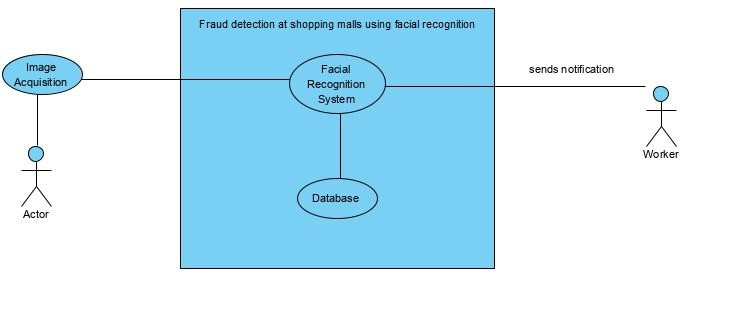 Fraud detection at shopping malls using facial recognition
Image
Acquisition
Facial
Recognition
System
sends notification
Worker
Database
Actor